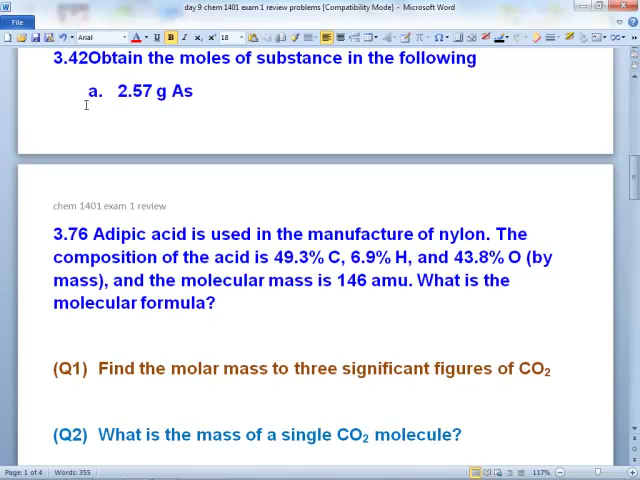 day 9 chem 1401 exam 1 review problems [Compatibility Mode] - Microsoft Word
File
Arial
18
3.42Obtain the moles of substance in the following
a. 2.57 g As
chem 1401 exam 1 review
3.76 Adipic acid is used in the manufacture of nylon. The
composition of the acid is 49.3% C, 6.9% H, and 43.8% O (by
mass), and the molecular mass is 146 amu. What is the
molecular formula?
(Q1) Find the molar mass to three significant figures of CO₂
(Q2) What is the mass of a single CO₂ molecule?
Page: 1 of 4 Words: 355 117%